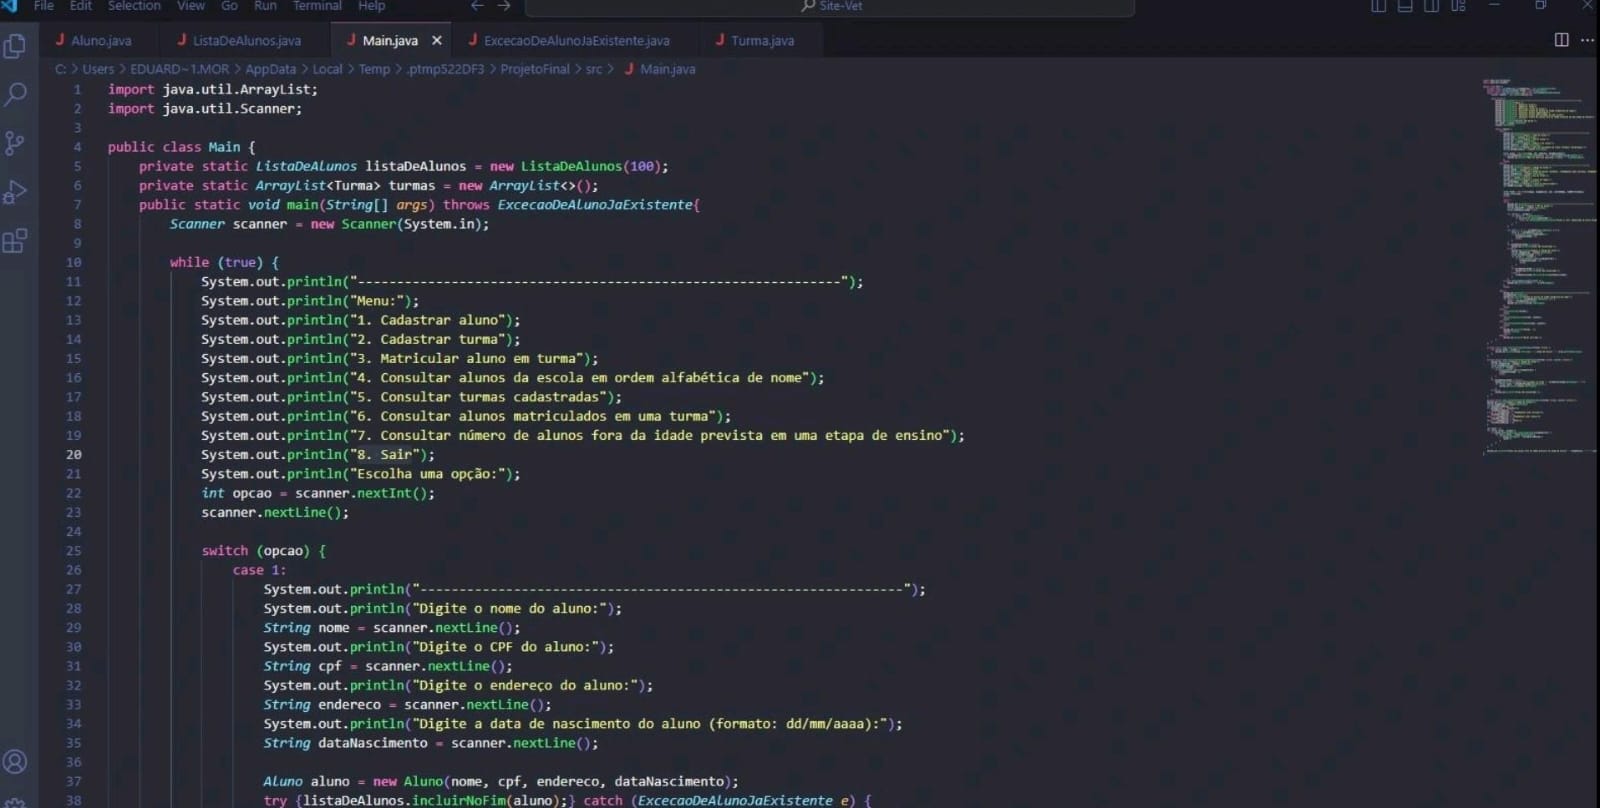 File Edit Selection View Go Run Terminal Help
Site-Vet
Aluno.java ListaDeAlunos.java Main.java ExcecaoDeAlunoJaExistente.java Turma.java
C: > Users > EDUARD~1.MOR > AppData > Local > Temp > .ptmp522DF3 > ProjetoFinal > src > Main.java
1 import java.util.ArrayList;
2 import java.util.Scanner;
3
4 public class Main {
5 private static ListaDeAlunos listaDeAlunos = new ListaDeAlunos(100);
6 private static ArrayList<Turma> turmas = new ArrayList<>();
7 public static void main(String[] args) throws ExcecaoDeAlunoJaExistente{
8 Scanner scanner = new Scanner(System.in);
9
10 while (true) {
11 System.out.println("--------------------------------------------------------------");
12 System.out.println("Menu:");
13 System.out.println("1. Cadastrar aluno");
14 System.out.println("2. Cadastrar turma");
15 System.out.println("3. Matricular aluno em turma");
16 System.out.println("4. Consultar alunos da escola em ordem alfabética de nome");
17 System.out.println("5. Consultar turmas cadastradas");
18 System.out.println("6. Consultar alunos matriculados em uma turma");
19 System.out.println("7. Consultar número de alunos fora da idade prevista em uma etapa de ensino");
20 System.out.println("8. Sair");
21 System.out.println("Escolha uma opção:");
22 int opcao = scanner.nextInt();
23 scanner.nextLine();
24
25 switch (opcao) {
26 case 1:
27 System.out.println("--------------------------------------------------------------");
28 System.out.println("Digite o nome do aluno:");
29 String nome = scanner.nextLine();
30 System.out.println("Digite o CPF do aluno:");
31 String cpf = scanner.nextLine();
32 System.out.println("Digite o endereço do aluno:");
33 String endereco = scanner.nextLine();
34 System.out.println("Digite a data de nascimento do aluno (formato: dd/mm/aaaa):");
35 String dataNascimento = scanner.nextLine();
36
37 Aluno aluno = new Aluno(nome, cpf, endereco, dataNascimento);
38 try {listaDeAlunos.incluirNoFim(aluno);} catch (ExcecaoDeAlunoJaExistente e) {